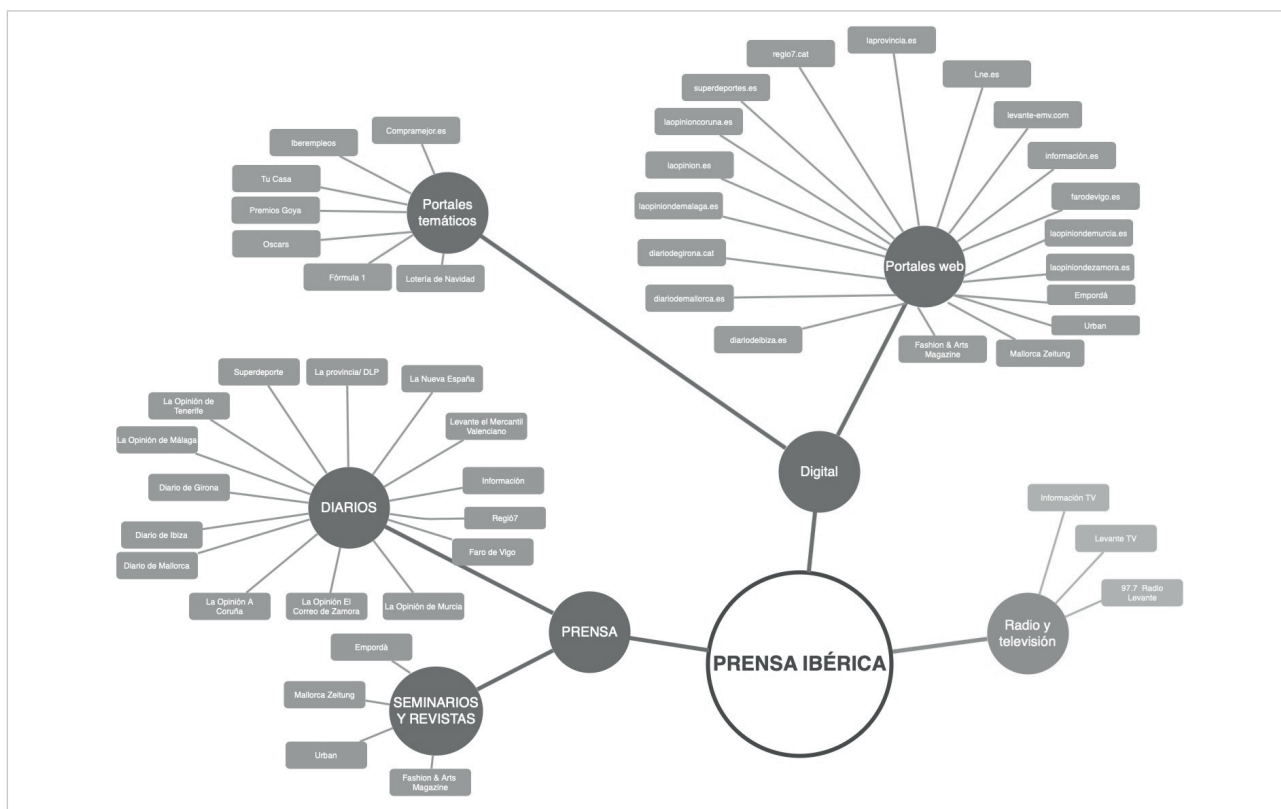 laprovincia.es
regio7.cat
Lne.es
superdeportes.es
levante-emv.com
laopinioncoruna.es
Compramejor.es
Iberempleos
información.es
laopinion.es
Tu Casa
farodevigo.es
laopiniondemalaga.es
Premios Goya
Portales
temáticos
laopiniondemurcia.es
Oscars
diariodegirona.cat
Portales web
laopiniondezamora.es
Fórmula 1
Lotería de Navidad
diariodemallorca.es
Empordà
Urban
diariodeibiza.es
Fashion & Arts
Magazine
Mallorca Zeitung
Superdeporte
La provincia/ DLP
La Nueva España
La Opinión de
Tenerife
Levante el Mercantil
Valenciano
La Opinión de Málaga
Digital
Información
Diario de Girona
DIARIOS
Información TV
Regió7
Diario de Ibiza
Levante TV
Faro de Vigo
Diario de Mallorca
97.7 Radio
Levante
La Opinión A
Coruña
La Opinión El
Correo de Zamora
La Opinión de Murcia
PRENSA
Radio y
televisión
Empordà
PRENSA IBÉRICA
Mallorca Zeitung
SEMINARIOS
Y REVISTAS
Urban
Fashion & Arts
Magazine